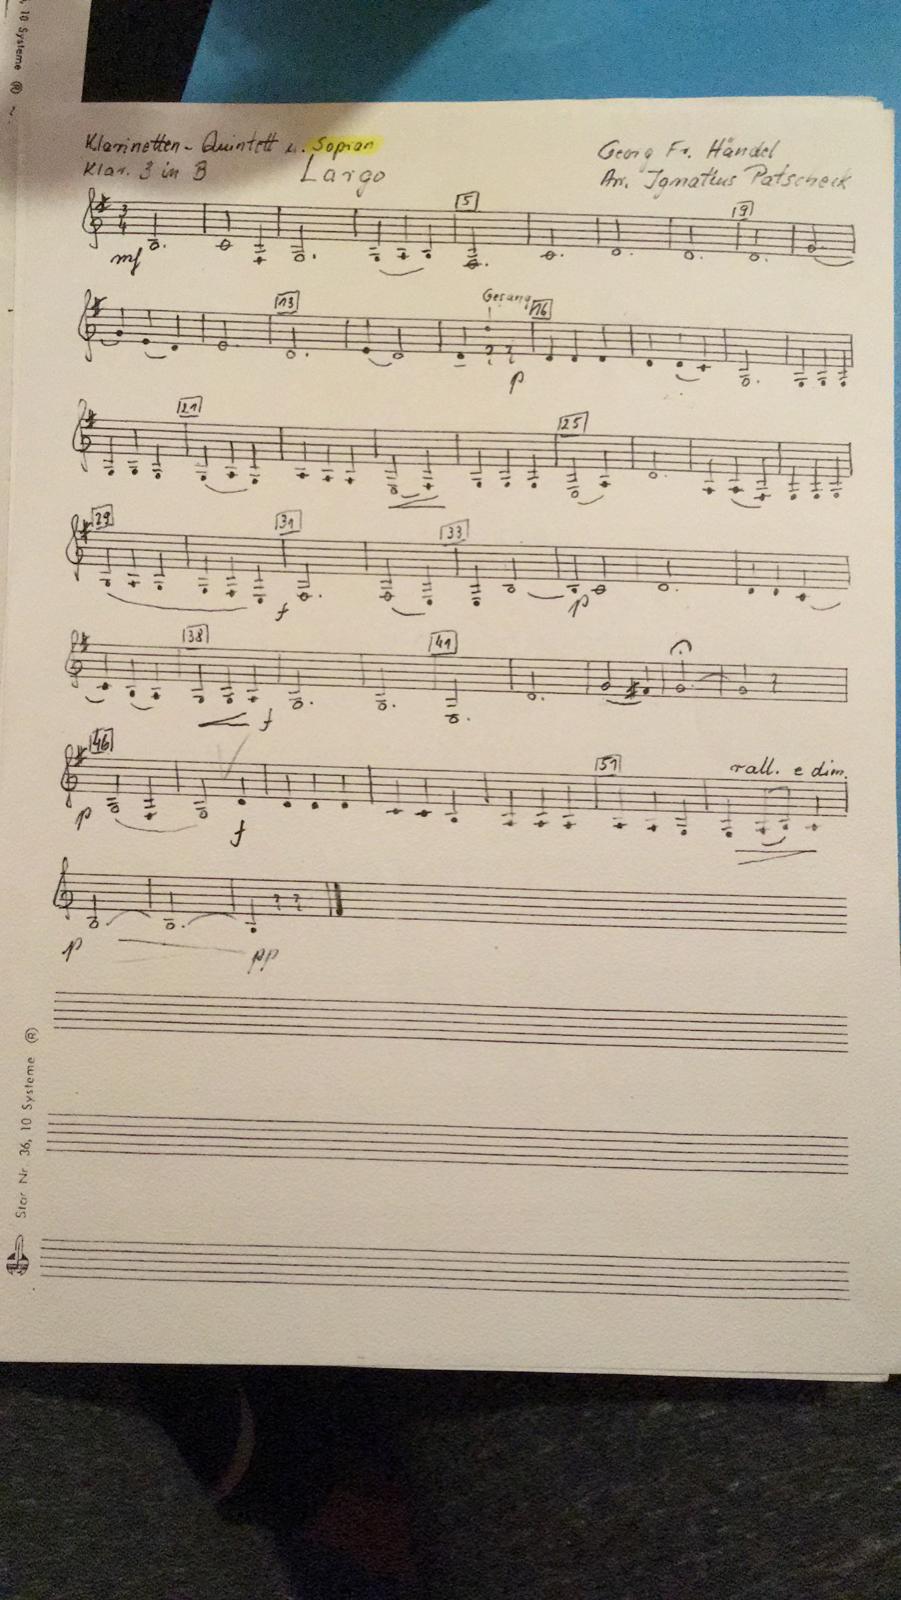 10 Systeme ®
Klarinetten-Quintett u. Sopran
Klar. 3 in B
Largo
Georg Fr. Händel
Arr. Ignatius Patscheck
3
4
5
9
mf
13
Gesang
16
p
21
25
29
31
33
f
p
38
41
f
46
51
rall. e dim.
p
f
p
pp
Star Nr. 36, 10 Systeme ®